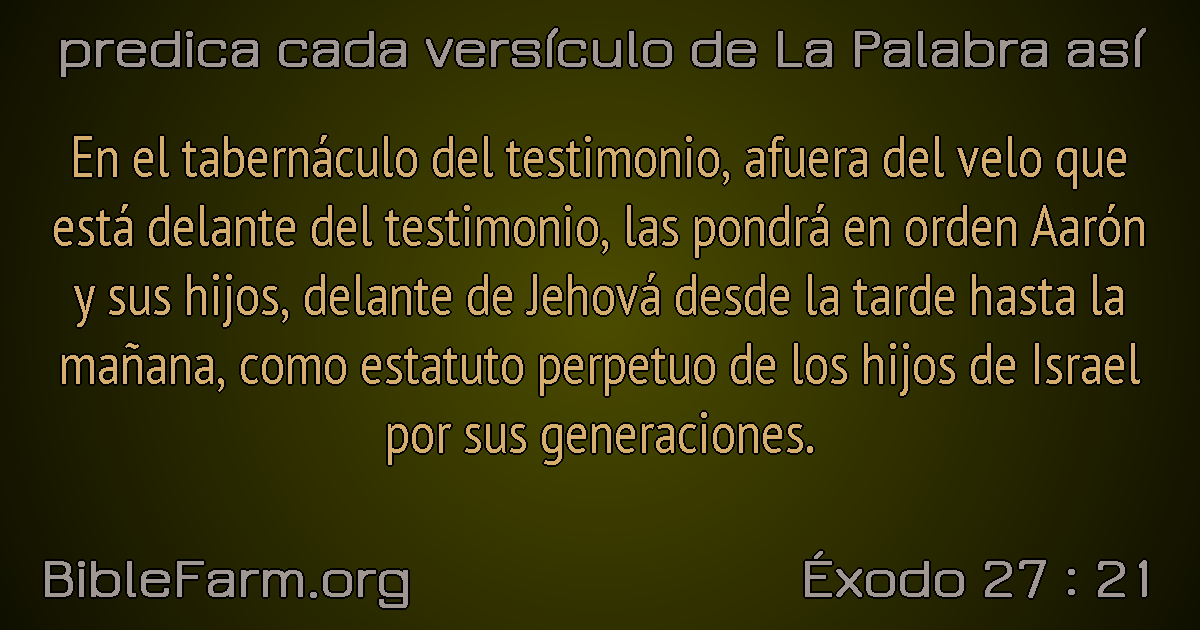 predica cada versículo de La Palabra así
En el tabernáculo del testimonio, afuera del velo que
está delante del testimonio, las pondrá en orden Aarón
y sus hijos, delante de Jehová desde la tarde hasta la
mañana, como estatuto perpetuo de los hijos de Israel
por sus generaciones.
BibleFarm.org
Éxodo 27 : 21